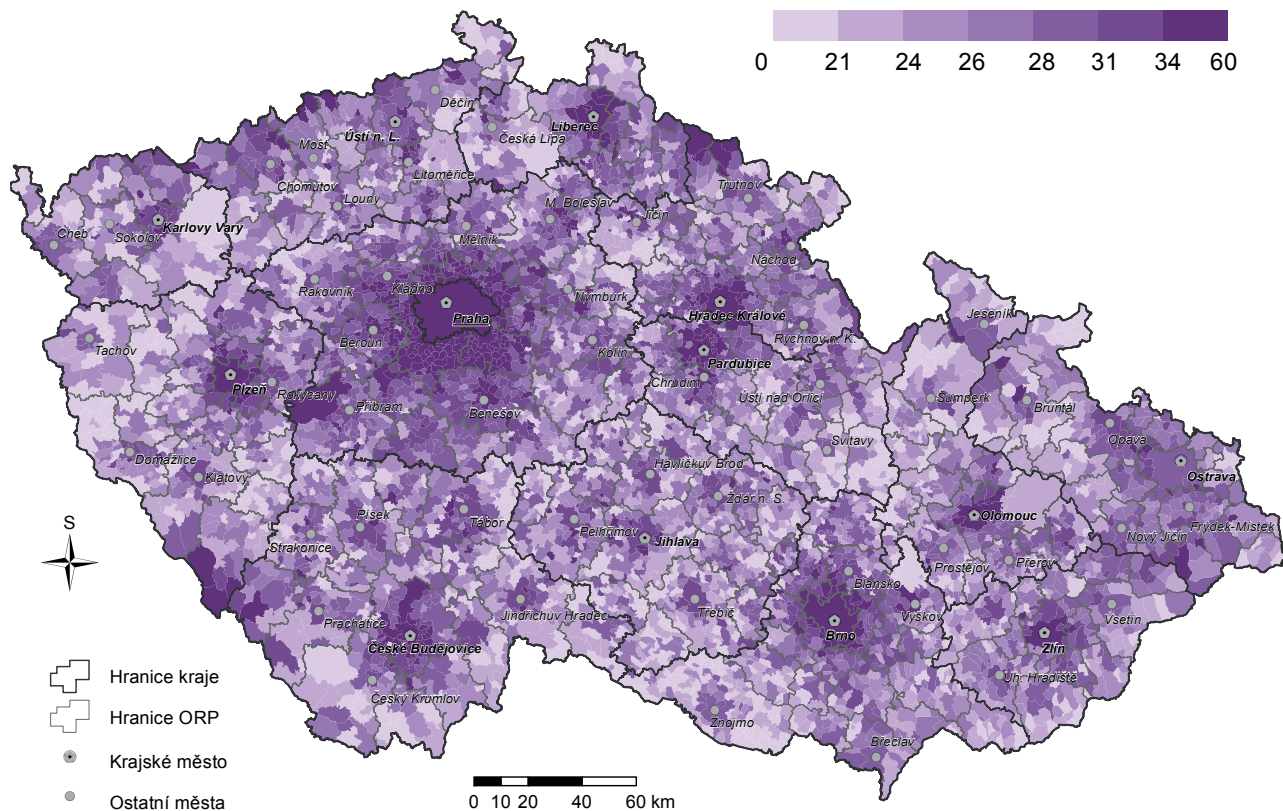 0 21 24 26 28 31 34 60
Děčín
Ústí n. L.
Liberec
Česká Lípa
Most
Litoměřice
Chomutov
Louny
Trutnov
M. Boleslav
Jičín
Karlovy Vary
Cheb
Sokolov
Mělník
Náchod
Rakovník
Kladno
Nymburk
Praha
Hradec Králové
Jeseník
Tachov
Beroun
Kolín
Rychnov n. K.
Pardubice
Plzeň
Rokycany
Chrudim
Ústí nad Orlicí
Příbram
Benešov
Šumperk
Bruntál
Opava
Svitavy
Domažlice
Klatovy
Havlíčkův Brod
Ostrava
Žďár n. S.
Písek
Tábor
Olomouc
Frýdek-Místek
S
Strakonice
Pelhřimov
Jihlava
Nový Jičín
Prostějov
Přerov
Blansko
Prachatice
Jindřichův Hradec
Třebíč
Vyškov
Vsetín
Brno
České Budějovice
Zlín
Uh. Hradiště
Český Krumlov
Znojmo
Břeclav
Hranice kraje
Hranice ORP
Krajské město
Ostatní města
0 10 20 40 60 km